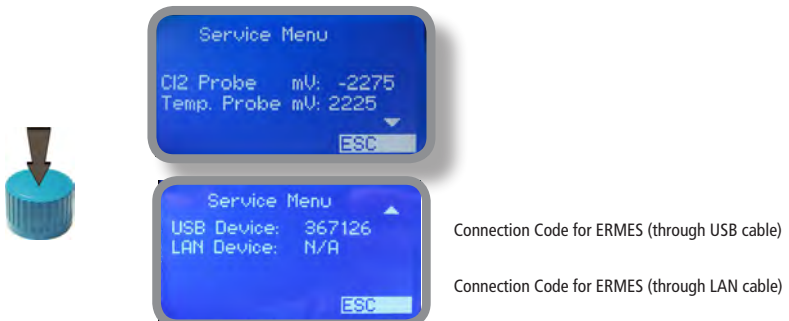 Service Menu
Cl2 Probe mV: -2275
Temp. Probe mV: 2225
ESC
Service Menu
USB Device: 367126
LAN Device: N/A
ESC
Connection Code for ERMES (through USB cable)
Connection Code for ERMES (through LAN cable)